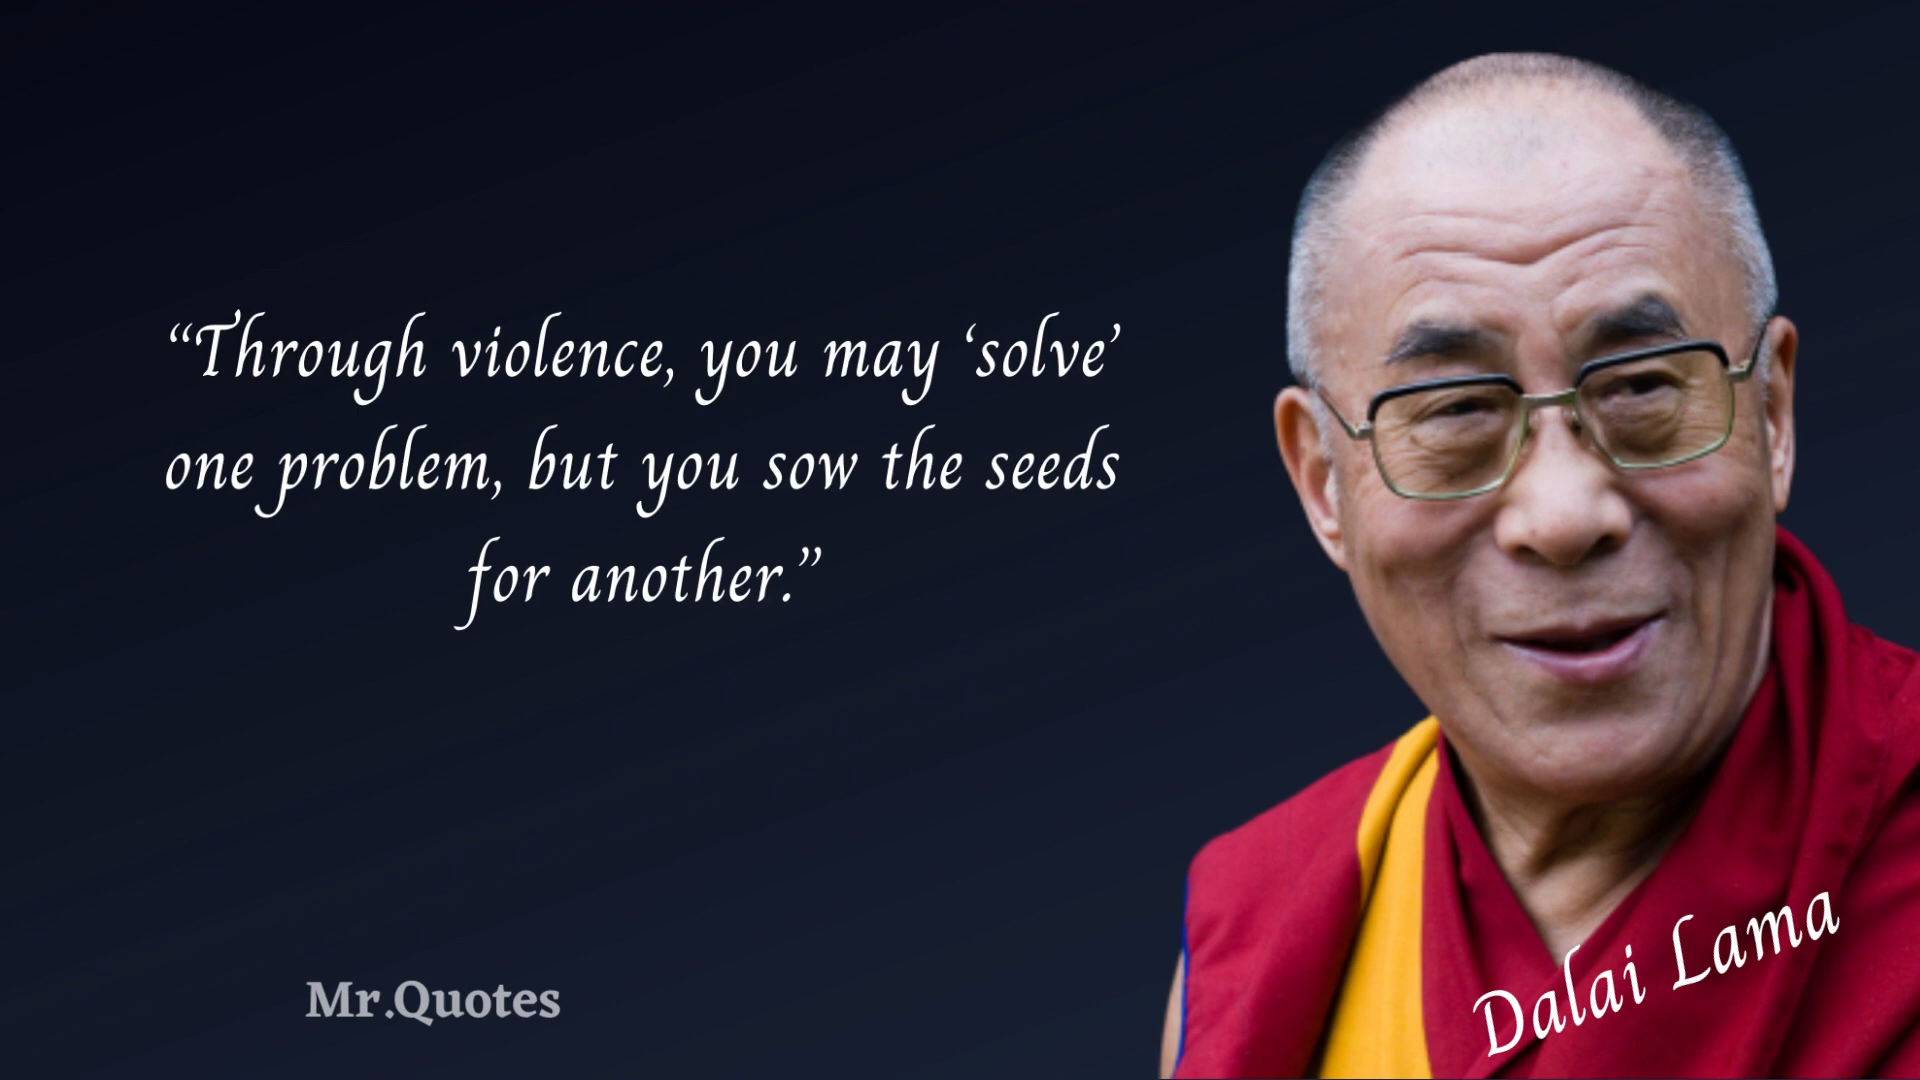 “Through violence, you may ‘solve’
one problem, but you sow the seeds
for another.”
Mr.Quotes
Dalai Lama